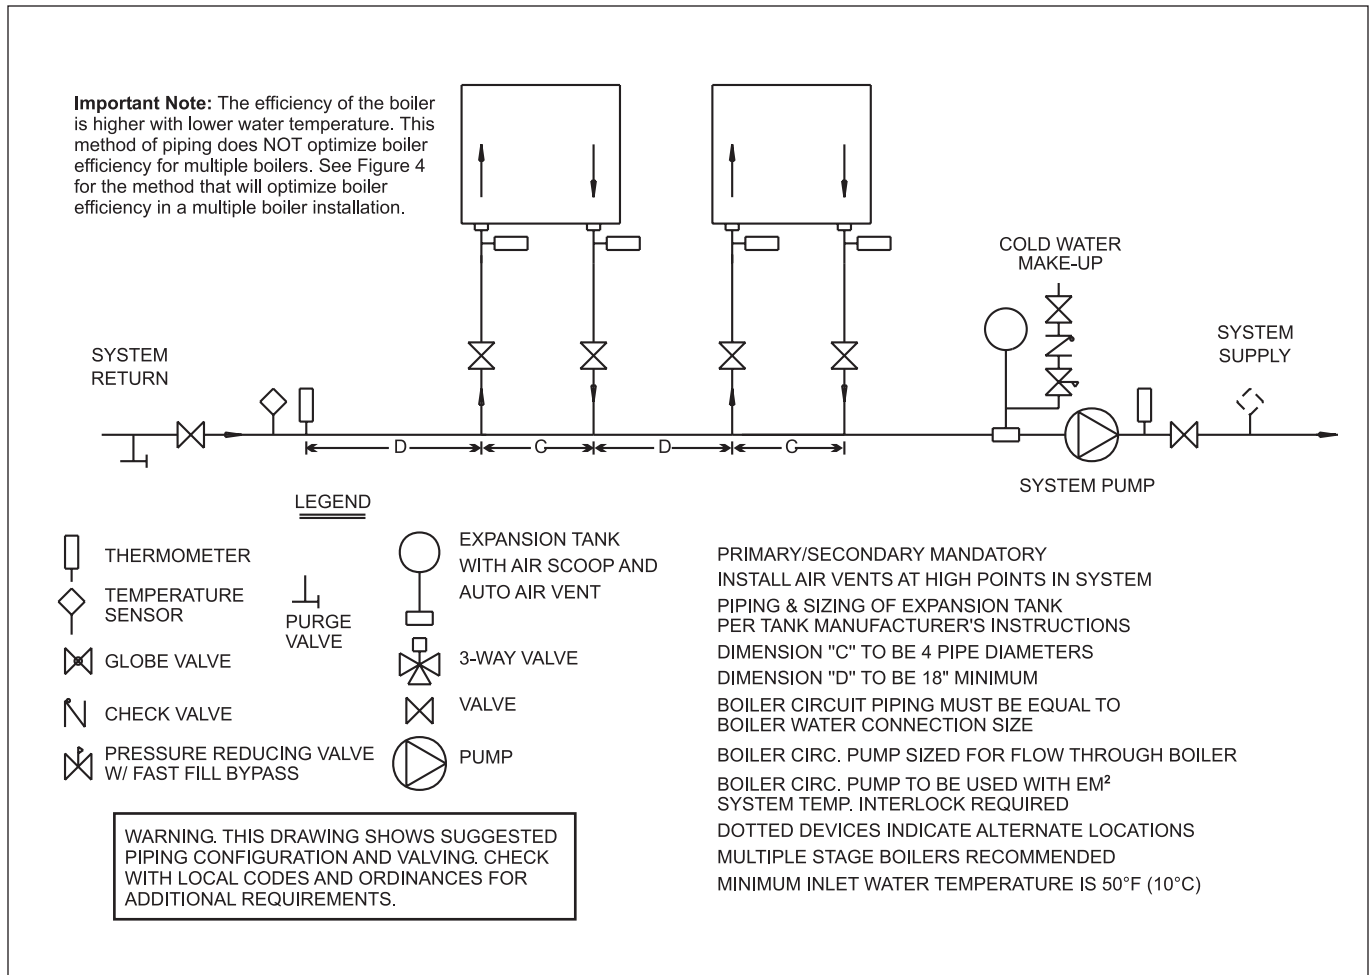 Important Note: The efficiency of the boiler
is higher with lower water temperature. This
method of piping does NOT optimize boiler
efficiency for multiple boilers. See Figure 4
for the method that will optimize boiler
efficiency in a multiple boiler installation.
COLD WATER
MAKE-UP
SYSTEM
RETURN
SYSTEM
SUPPLY
D
C
D
C
SYSTEM PUMP
LEGEND
THERMOMETER
TEMPERATURE
SENSOR
GLOBE VALVE
CHECK VALVE
PRESSURE REDUCING VALVE
W/ FAST FILL BYPASS
PURGE
VALVE
EXPANSION TANK
WITH AIR SCOOP AND
AUTO AIR VENT
3-WAY VALVE
VALVE
PUMP
PRIMARY/SECONDARY MANDATORY
INSTALL AIR VENTS AT HIGH POINTS IN SYSTEM
PIPING & SIZING OF EXPANSION TANK
PER TANK MANUFACTURER'S INSTRUCTIONS
DIMENSION "C" TO BE 4 PIPE DIAMETERS
DIMENSION "D" TO BE 18" MINIMUM
BOILER CIRCUIT PIPING MUST BE EQUAL TO
BOILER WATER CONNECTION SIZE
BOILER CIRC. PUMP SIZED FOR FLOW THROUGH BOILER
BOILER CIRC. PUMP TO BE USED WITH EM²
SYSTEM TEMP. INTERLOCK REQUIRED
DOTTED DEVICES INDICATE ALTERNATE LOCATIONS
MULTIPLE STAGE BOILERS RECOMMENDED
MINIMUM INLET WATER TEMPERATURE IS 50°F (10°C)
WARNING. THIS DRAWING SHOWS SUGGESTED
PIPING CONFIGURATION AND VALVING. CHECK
WITH LOCAL CODES AND ORDINANCES FOR
ADDITIONAL REQUIREMENTS.